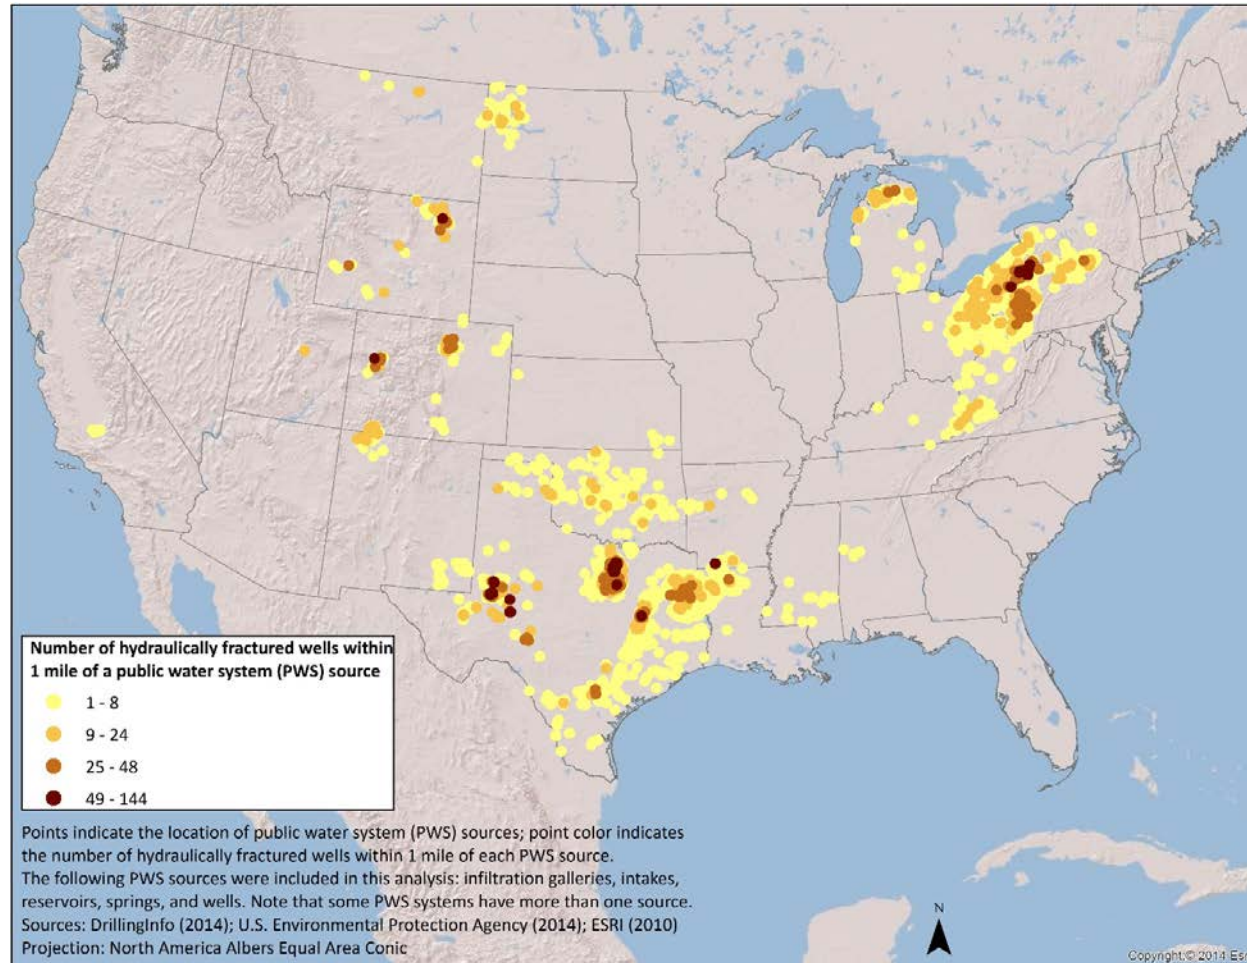 Number of hydraulically fractured wells within
1 mile of a public water system (PWS) source
1 - 8
9 - 24
25 - 48
49 - 144
Points indicate the location of public water system (PWS) sources; point color indicates
the number of hydraulically fractured wells within 1 mile of each PWS source.
The following PWS sources were included in this analysis: infiltration galleries, intakes,
reservoirs, springs, and wells. Note that some PWS systems have more than one source.
Sources: DrillingInfo (2014); U.S. Environmental Protection Agency (2014); ESRI (2010)
Projection: North America Albers Equal Area Conic
N
Copyright:© 2014 Esri